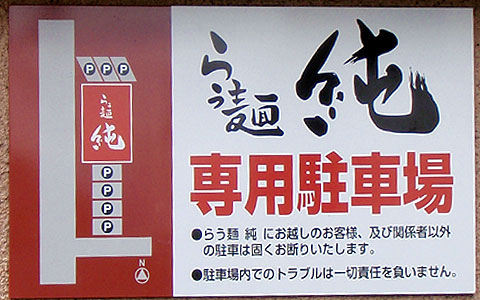 P P P
らぅ麺
純
P
P
P
P
N
らぅ麺 純
専用駐車場
●らう麺 純 にお越しのお客様、及び関係者以外
の駐車は固くお断りいたします。
●駐車場内でのトラブルは一切責任を負いません。